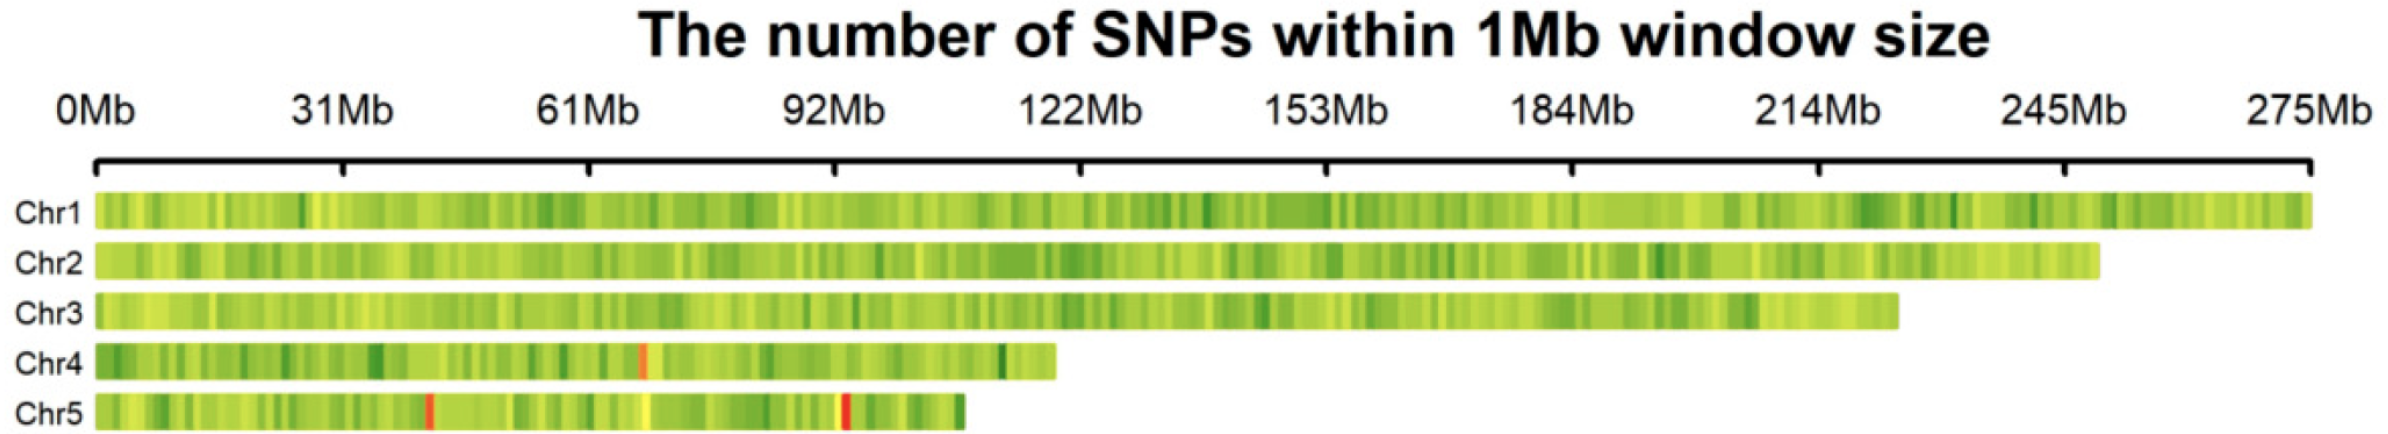 The number of SNPs within 1Mb window size
0Mb 31Mb 61Mb 92Mb 122Mb 153Mb 184Mb 214Mb 245Mb 275Mb
Chr1
Chr2
Chr3
Chr4
Chr5